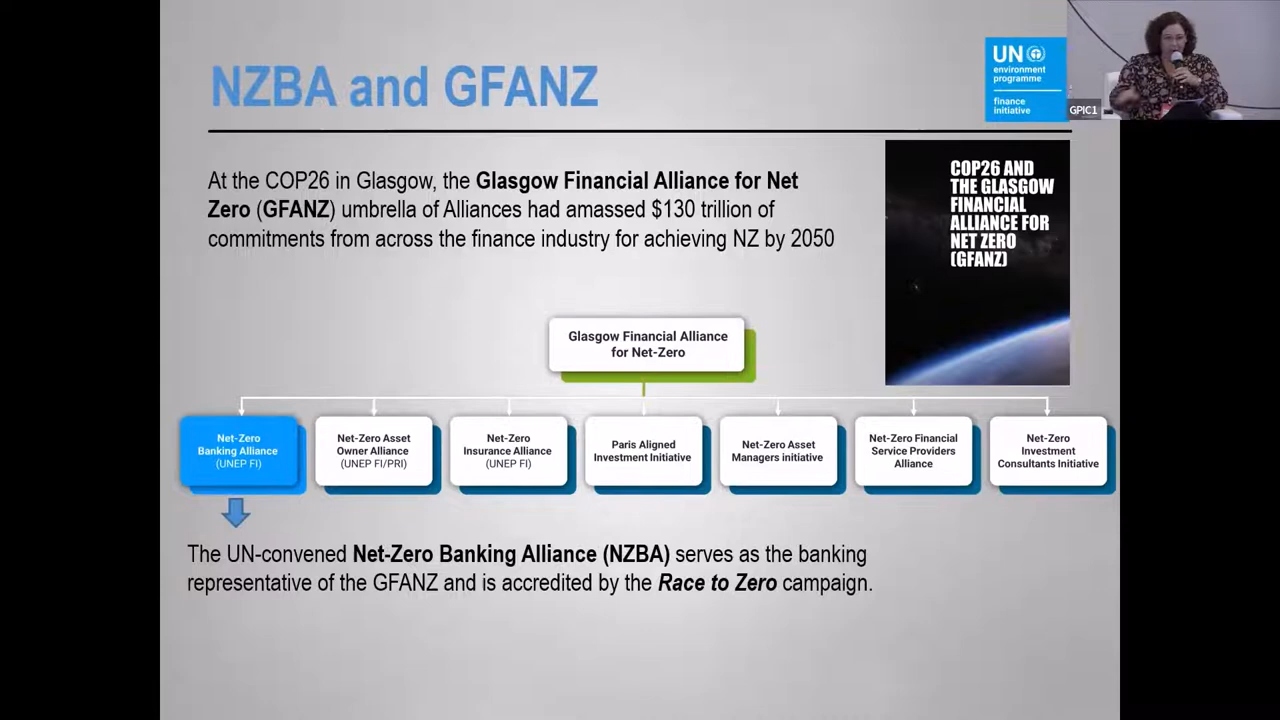 NZBA and GFANZ
UN
environment
programme
finance
initiative
GPIC1
At the COP26 in Glasgow, the Glasgow Financial Alliance for Net
Zero (GFANZ) umbrella of Alliances had amassed $130 trillion of
commitments from across the finance industry for achieving NZ by 2050
COP26 AND
THE GLASGOW
FINANCIAL
ALLIANCE FOR
NET ZERO
(GFANZ)
Glasgow Financial Alliance
for Net-Zero
Net-Zero
Banking Alliance
(UNEP FI)
Net-Zero Asset
Owner Alliance
(UNEP FI/PRI)
Net-Zero
Insurance Alliance
(UNEP FI)
Paris Aligned
Investment Initiative
Net-Zero Asset
Managers initiative
Net-Zero Financial
Service Providers
Alliance
Net-Zero
Investment
Consultants Initiative
The UN-convened Net-Zero Banking Alliance (NZBA) serves as the banking
representative of the GFANZ and is accredited by the Race to Zero campaign.